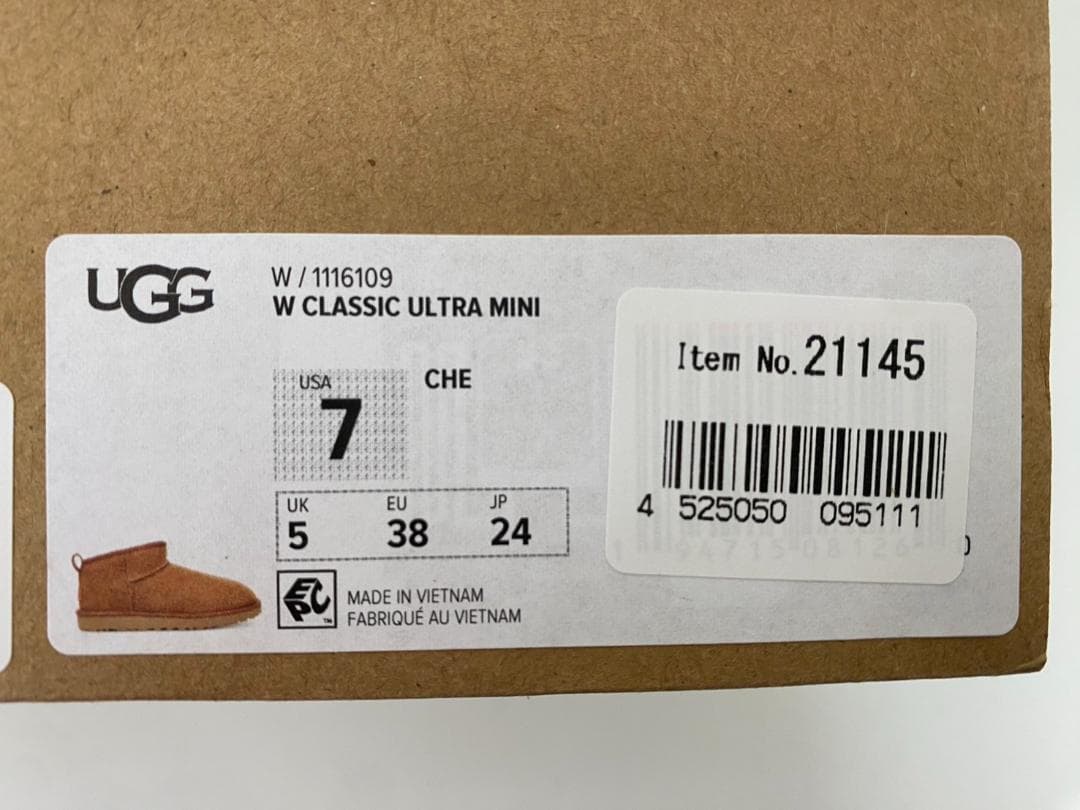 UGG
W / 1116109
W CLASSIC ULTRA MINI
USA
7
CHE
UK
5
EU
38
JP
24
EPC
MADE IN VIETNAM
FABRIQUÉ AU VIETNAM
Item No.21145
4 525050 095111